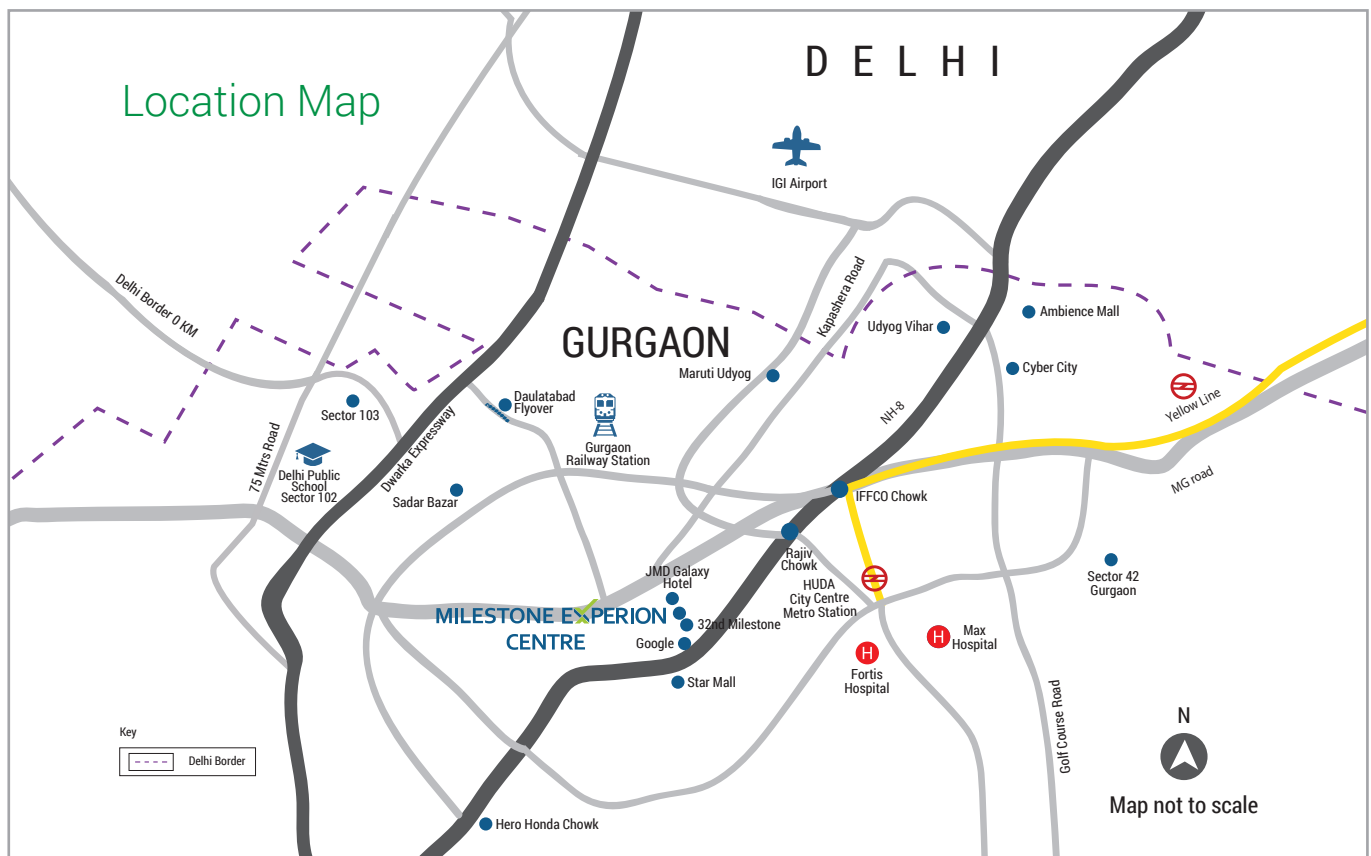 DELHI
Location Map
IGI Airport
Delhi Border 0 KM
Kapashera Road
Udyog Vihar
Ambience Mall
GURGAON
Maruti Udyog
Cyber City
NH-8
Yellow Line
Sector 103
Daulatabad
Flyover
Dwarka Expressway
75 Mtrs Road
Gurgaon
Railway Station
Delhi Public
School
Sector 102
Sadar Bazar
IFFCO Chowk
MG road
Rajiv
Chowk
JMD Galaxy
Hotel
HUDA
City Centre
Metro Station
Sector 42
Gurgaon
MILESTONE EXPERION
CENTRE
32nd Milestone
Google
Star Mall
H
Fortis
Hospital
H
Max
Hospital
Golf Course Road
Key
Delhi Border
N
Map not to scale
Hero Honda Chowk